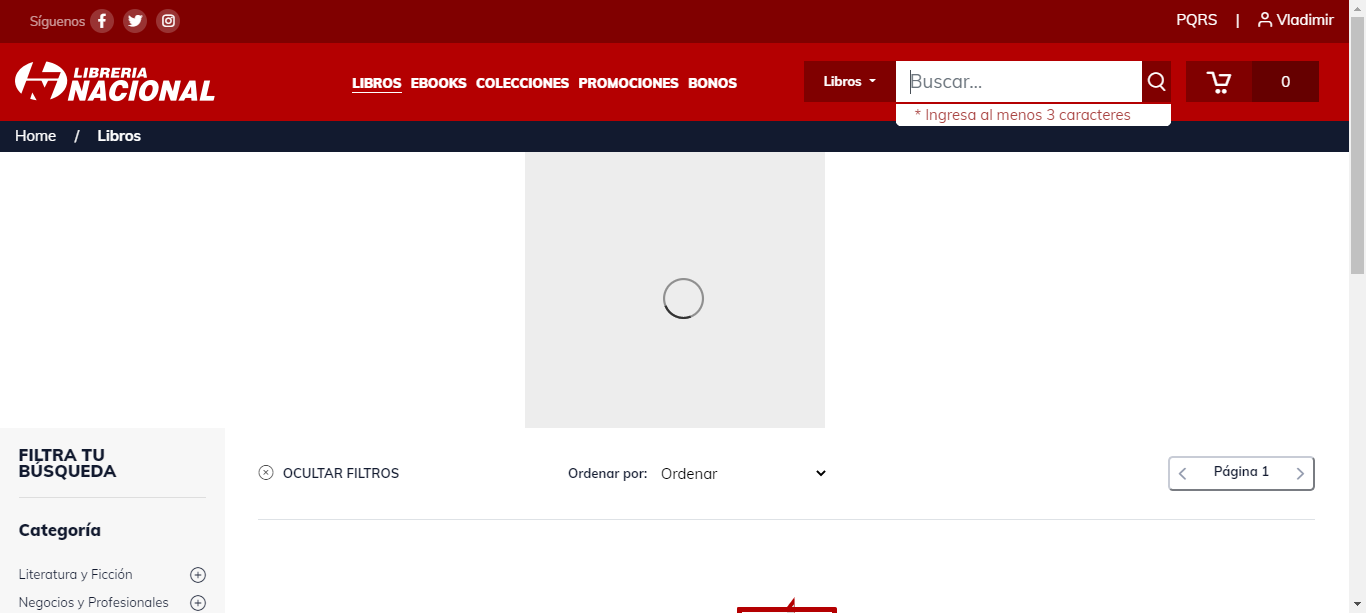 Síguenos
PQRS | Vladimir
LIBRERIA
NACIONAL
LIBROS EBOOKS COLECCIONES PROMOCIONES BONOS
Libros
Buscar...
0
* Ingresa al menos 3 caracteres
Home / Libros
FILTRA TU
BÚSQUEDA
OCULTAR FILTROS
Ordenar por: Ordenar
Página 1
Categoría
Literatura y Ficción
Negocios y Profesionales